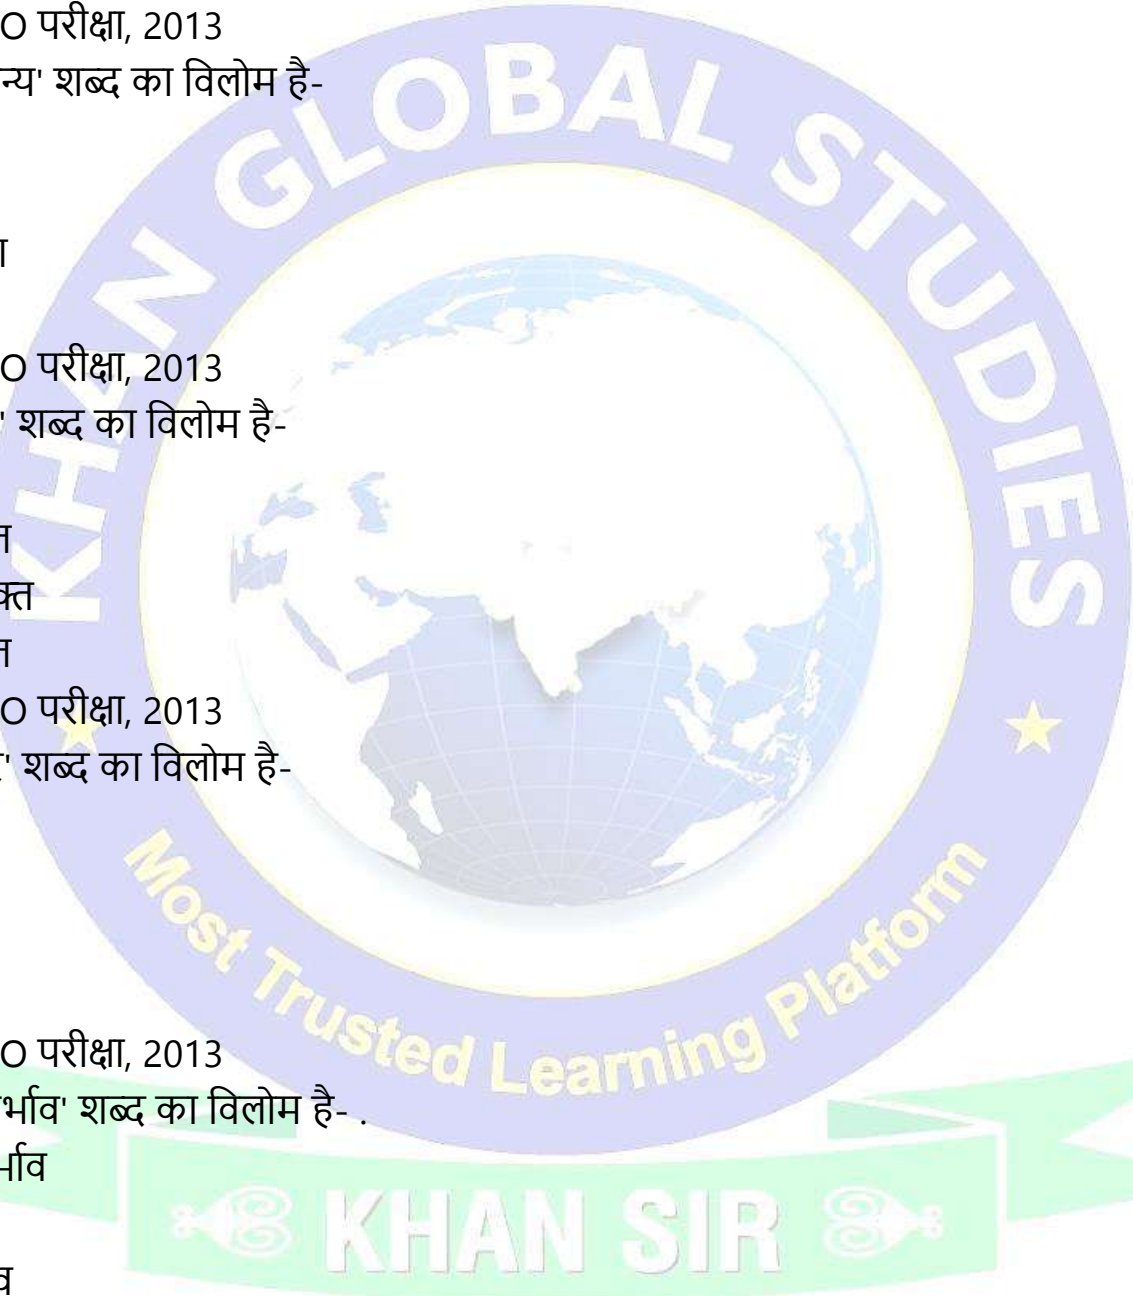 O परीक्षा, 2013
न्य' शब्द का विलोम है-
O परीक्षा, 2013
' शब्द का विलोम है-
क्त
O परीक्षा, 2013
' शब्द का विलोम है-
O परीक्षा, 2013
र्भाव' शब्द का विलोम है- .
र्भाव
व
KHAN GLOBAL STUDIES
Most Trusted Learning Platform
KHAN SIR